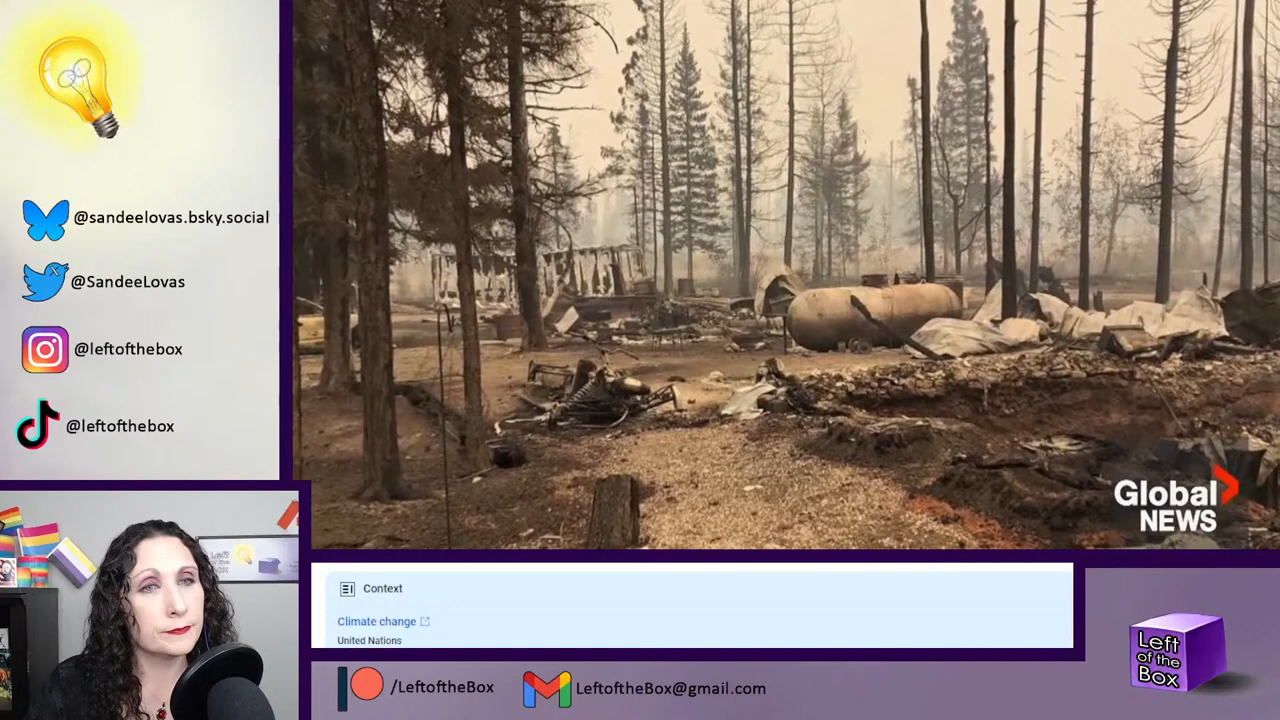 @sandeelovas.bsky.social
@SandeeLovas
@leftofthebox
@leftofthebox
Global
NEWS
Context
Climate change
United Nations
/LeftoftheBox
LeftoftheBox@gmail.com
Left
of the
Box